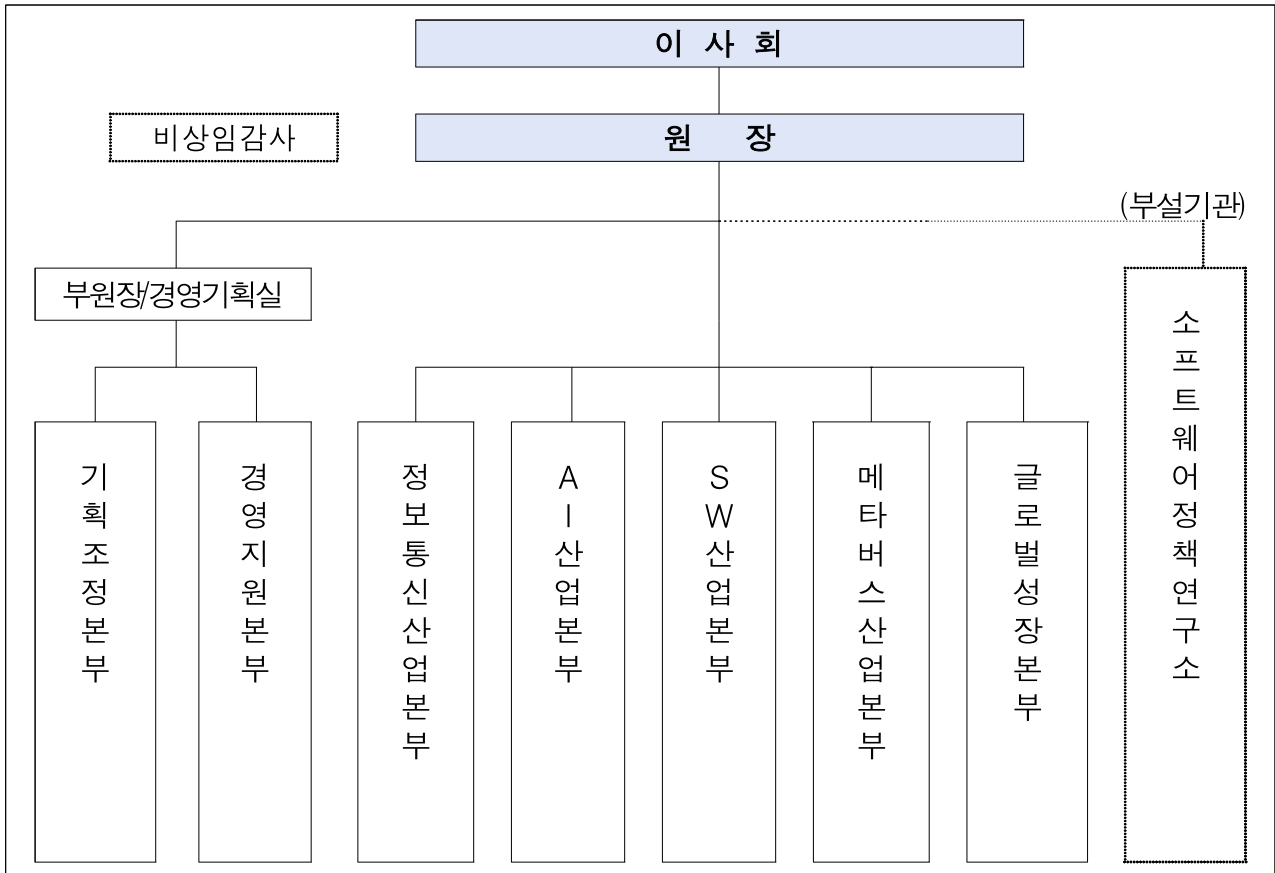 이 사 회
비상임감사
원 장
(부설기관)
부원장/경영기획실
기획조정본부
경영지원본부
정보통신산업본부
AI산업본부
SW산업본부
메타버스산업본부
글로벌성장본부
소프트웨어정책연구소